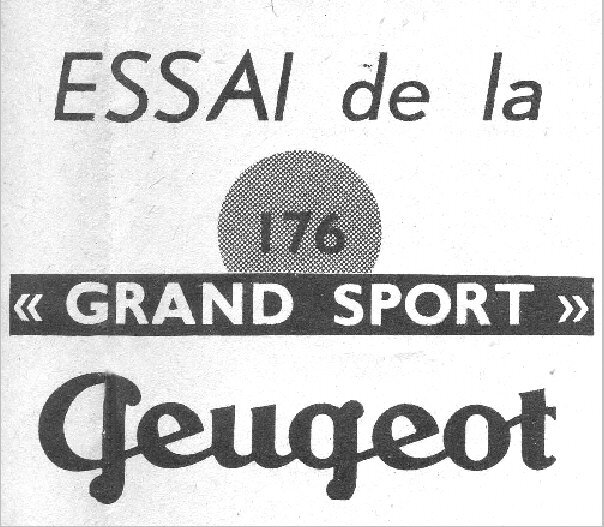 ESSAI de la
176
« GRAND SPORT »
Peugeot